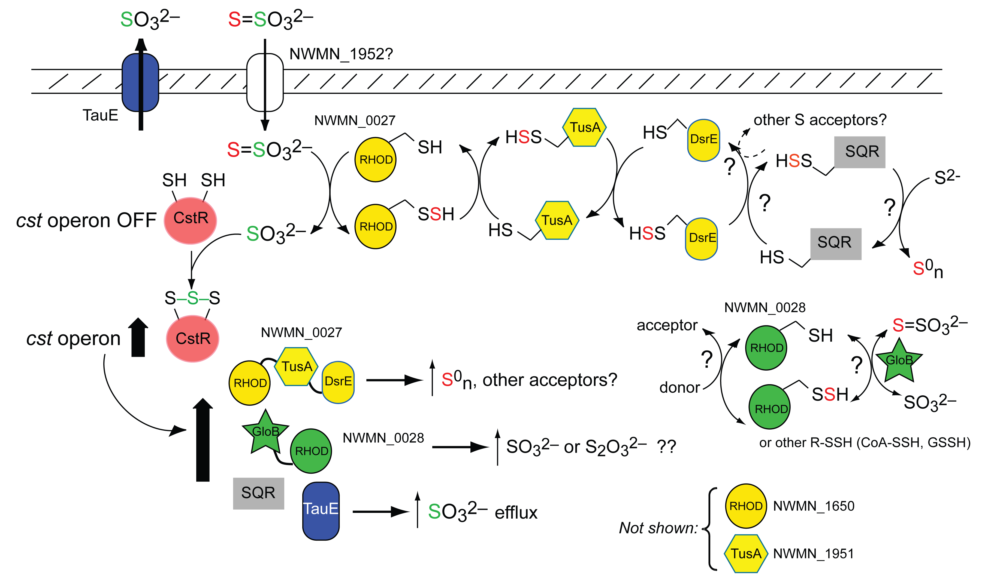 SO₃²⁻
S=SO₃²⁻
NWMN_1952?
TauE
S=SO₃²⁻
NWMN_0027
RHOD
SH
HSSTusA
HS
DsrE
other S acceptors?
?
HSS
SQR
S²⁻
SH SH
CstR
cst operon OFF
SO₃²⁻
RHOD
SSH
HS
TusA
HSS
DsrE
?
HS
SQR
?
S⁰n
S–S–S
CstR
cst operon
NWMN_0027
RHOD
TusA
DsrE
S⁰n, other acceptors?
GloB
RHOD
NWMN_0028
SO₃²⁻ or S₂O₃²⁻ ??
SQR
TauE
SO₃²⁻ efflux
NWMN_0028
acceptor
donor
?
RHOD
SH
RHOD
SSH
?
S=SO₃²⁻
GloB
SO₃²⁻
or other R-SSH (CoA-SSH, GSSH)
Not shown:
RHOD
NWMN_1650
TusA
NWMN_1951